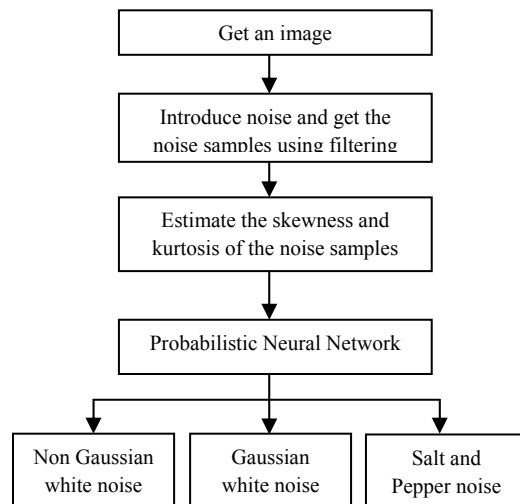 Get an image
Introduce noise and get the
noise samples using filtering
Estimate the skewness and
kurtosis of the noise samples
Probabilistic Neural Network
Non Gaussian
white noise
Gaussian
white noise
Salt and
Pepper noise